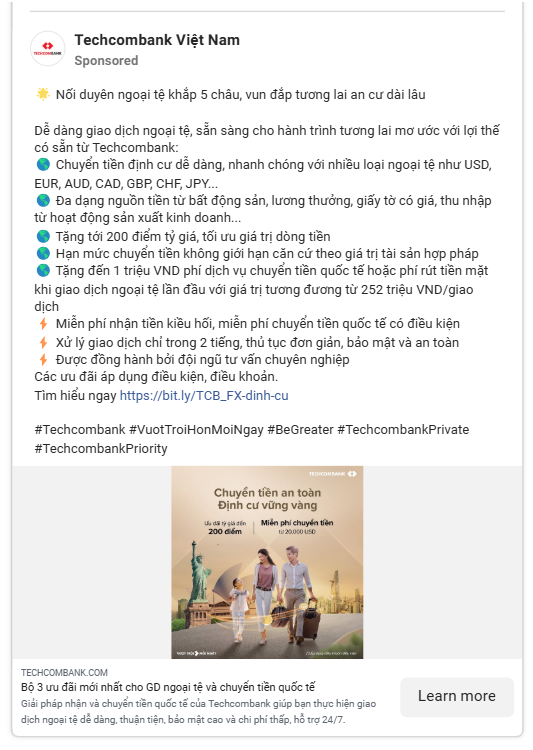 TECHCOMBANK
Techcombank Việt Nam
Sponsored
🌟 Nối duyên ngoại tệ khắp 5 châu, vun đắp tương lai an cư dài lâu
Dễ dàng giao dịch ngoại tệ, sẵn sàng cho hành trình tương lai mơ ước với lợi thế
có sẵn từ Techcombank:
🌎 Chuyển tiền định cư dễ dàng, nhanh chóng với nhiều loại ngoại tệ như USD,
EUR, AUD, CAD, GBP, CHF, JPY...
🌎 Đa dạng nguồn tiền từ bất động sản, lương thưởng, giấy tờ có giá, thu nhập
từ hoạt động sản xuất kinh doanh...
🌎 Tặng tới 200 điểm tỷ giá, tối ưu giá trị dòng tiền
🌎 Hạn mức chuyển tiền không giới hạn căn cứ theo giá trị tài sản hợp pháp
🌎 Tặng đến 1 triệu VND phí dịch vụ chuyển tiền quốc tế hoặc phí rút tiền mặt
khi giao dịch ngoại tệ lần đầu với giá trị tương đương từ 252 triệu VND/giao
dịch
⚡ Miễn phí nhận tiền kiều hối, miễn phí chuyển tiền quốc tế có điều kiện
⚡ Xử lý giao dịch chỉ trong 2 tiếng, thủ tục đơn giản, bảo mật và an toàn
⚡ Được đồng hành bởi đội ngũ tư vấn chuyên nghiệp
Các ưu đãi áp dụng điều kiện, điều khoản.
Tìm hiểu ngay https://bit.ly/TCB_FX-dinh-cu
#Techcombank #VuotTroiHonMoiNgay #BeGreater #TechcombankPrivate
#TechcombankPriority
TECHCOMBANK
Chuyển tiền an toàn
Định cư vững vàng
Ưu đãi tỷ giá đến
200 điểm
Miễn phí chuyển tiền
từ 20,000 USD
TECHCOMBANK.COM
Bộ 3 ưu đãi mới nhất cho GD ngoại tệ và chuyển tiền quốc tế
Giải pháp nhận và chuyển tiền quốc tế của Techcombank giúp bạn thực hiện giao
dịch ngoại tệ dễ dàng, thuận tiện, bảo mật cao và chi phí thấp, hỗ trợ 24/7.
Learn more